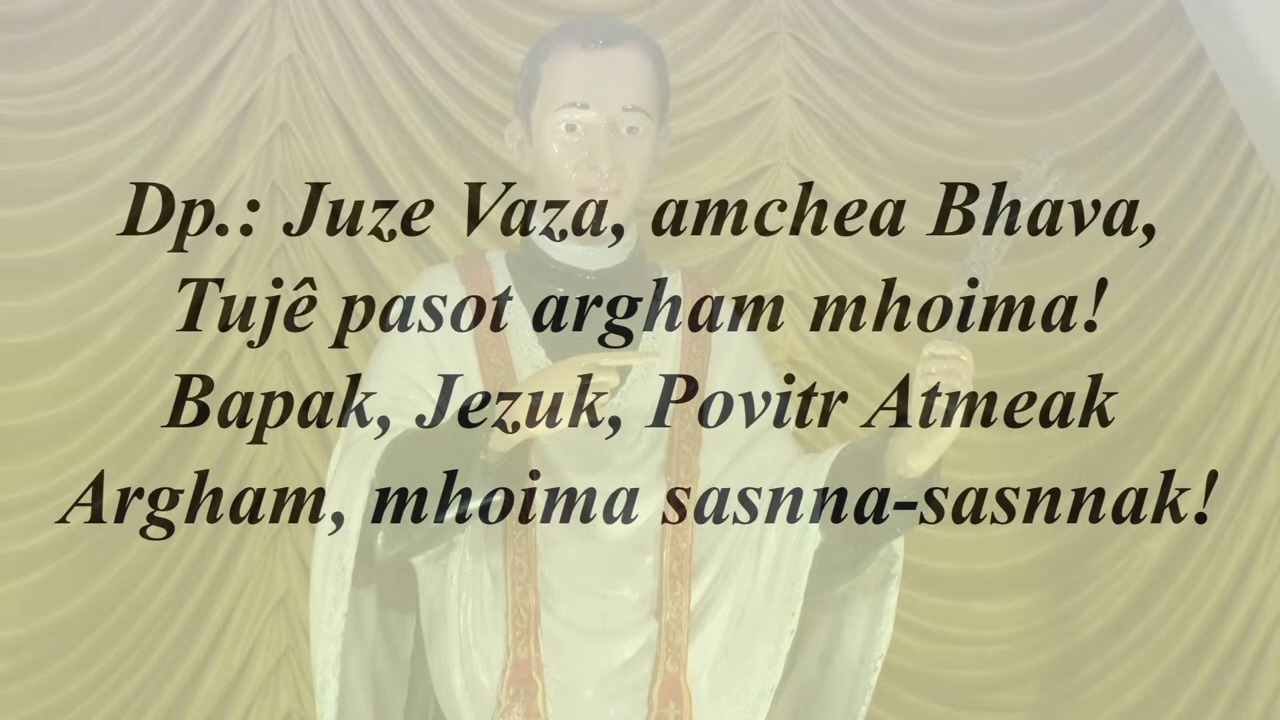 Dp.: Juze Vaza, amchea Bhava,
Tujê pasot argham mhoima!
Bapak, Jezuk, Povitr Atmeak
Argham, mhoima sasnna-sasnnak!